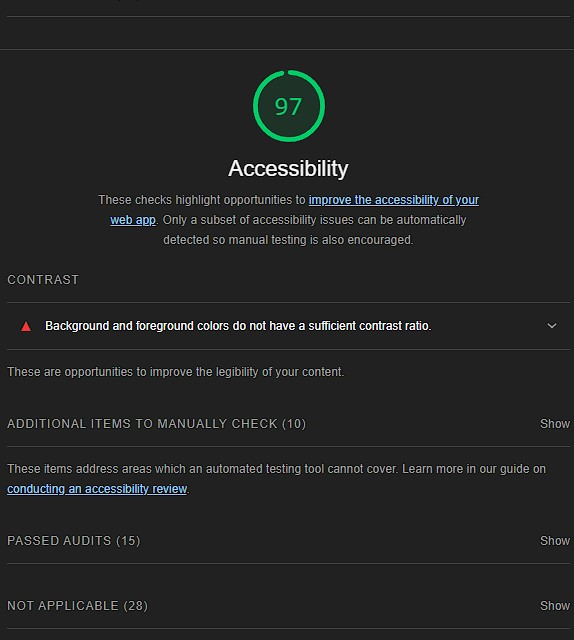 97
Accessibility
These checks highlight opportunities to improve the accessibility of your
web app. Only a subset of accessibility issues can be automatically
detected so manual testing is also encouraged.
CONTRAST
Background and foreground colors do not have a sufficient contrast ratio.
These are opportunities to improve the legibility of your content.
ADDITIONAL ITEMS TO MANUALLY CHECK (10) Show
These items address areas which an automated testing tool cannot cover. Learn more in our guide on
conducting an accessibility review.
PASSED AUDITS (15) Show
NOT APPLICABLE (28) Show